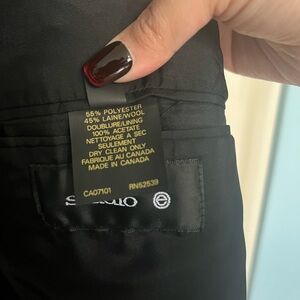 55% POLYESTER
45% LAINE/WOOL
DOUBLURE/LINING
100% ACETATE
NETTOYAGE A SEC
SEULEMENT
DRY CLEAN ONLY
FABRIQUE AU CANADA
MADE IN CANADA
CA07101 RN52539
e